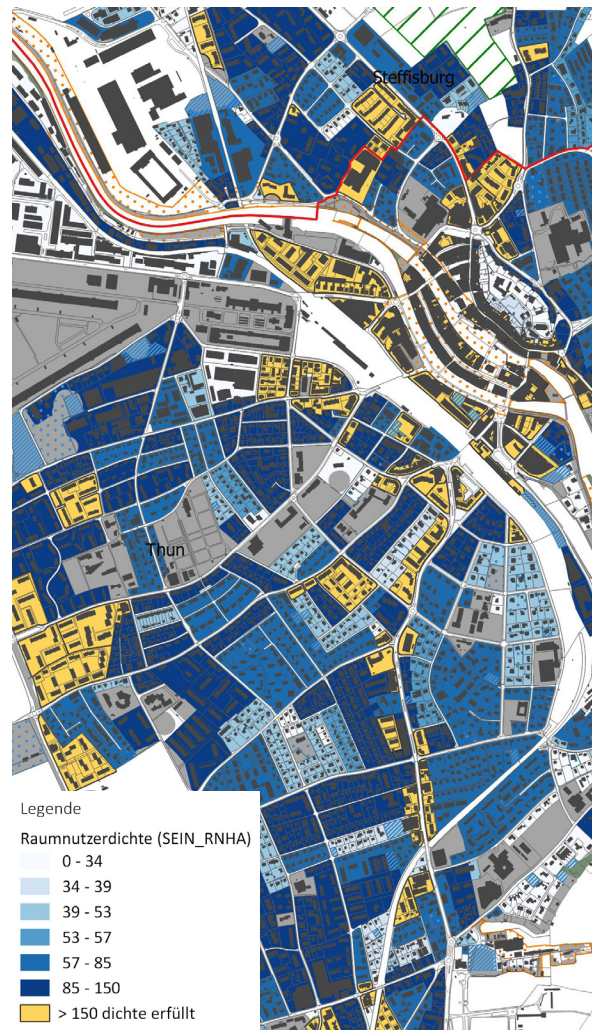 Steffisburg
Thun
Legende
Raumnutzerdichte (SEIN_RNHA)
0 - 34
34 - 39
39 - 53
53 - 57
57 - 85
85 - 150
> 150 dichte erfüllt